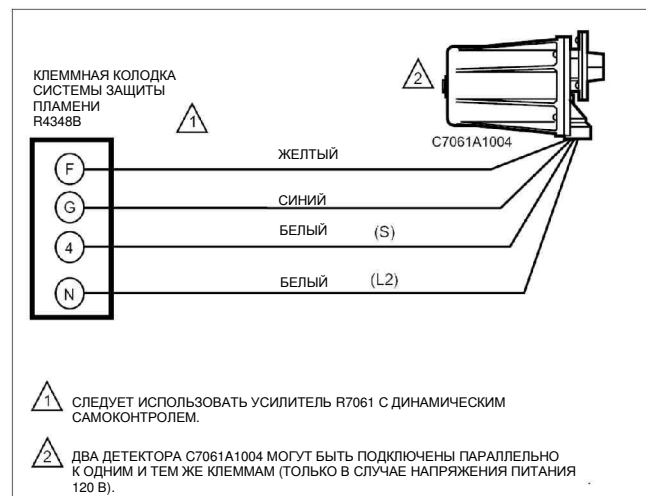 КЛЕММНАЯ КОЛОДКА
СИСТЕМЫ ЗАЩИТЫ
ПЛАМЕНИ
R4348B
1
2
C7061A1004
F
ЖЕЛТЫЙ
G
СИНИЙ
4
БЕЛЫЙ (S)
N
БЕЛЫЙ (L2)
1 СЛЕДУЕТ ИСПОЛЬЗОВАТЬ УСИЛИТЕЛЬ R7061 С ДИНАМИЧЕСКИМ
САМОКОНТРОЛЕМ.
2 ДВА ДЕТЕКТОРА C7061A1004 МОГУТ БЫТЬ ПОДКЛЮЧЕНЫ ПАРАЛЛЕЛЬНО
К ОДНИМ И ТЕМ ЖЕ КЛЕММАМ (ТОЛЬКО В СЛУЧАЕ НАПРЯЖЕНИЯ ПИТАНИЯ
120 В).